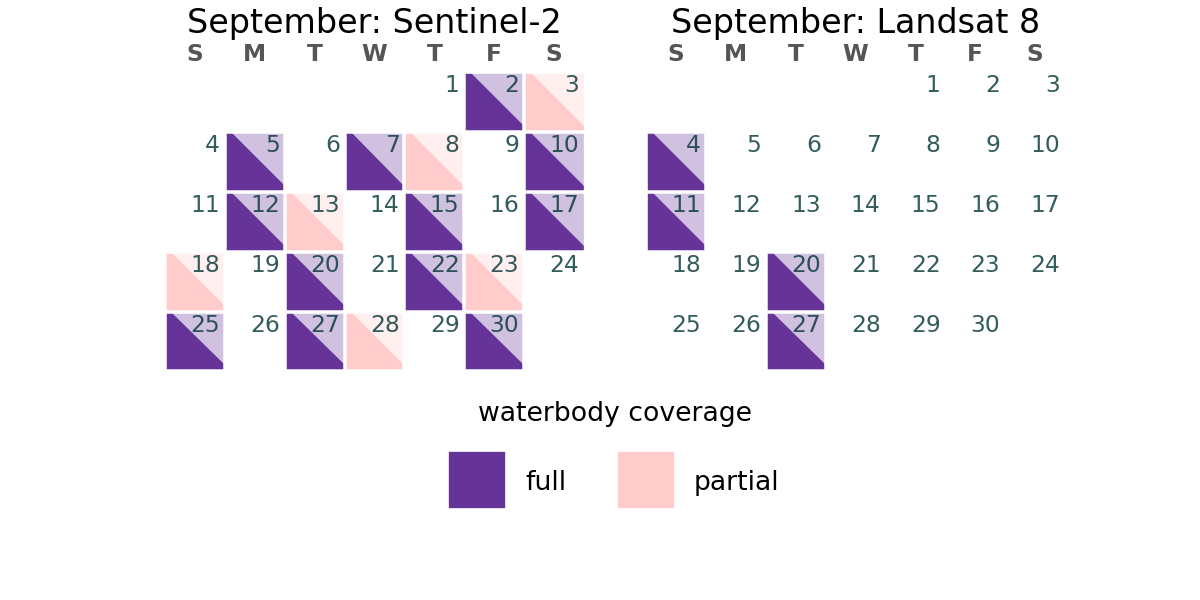 September: Sentinel-2
S M T W T F S
1 2 3
4 5 6 7 8 9 10
11 12 13 14 15 16 17
18 19 20 21 22 23 24
25 26 27 28 29 30
September: Landsat 8
S M T W T F S
1 2 3
4 5 6 7 8 9 10
11 12 13 14 15 16 17
18 19 20 21 22 23 24
25 26 27 28 29 30
waterbody coverage
full
partial